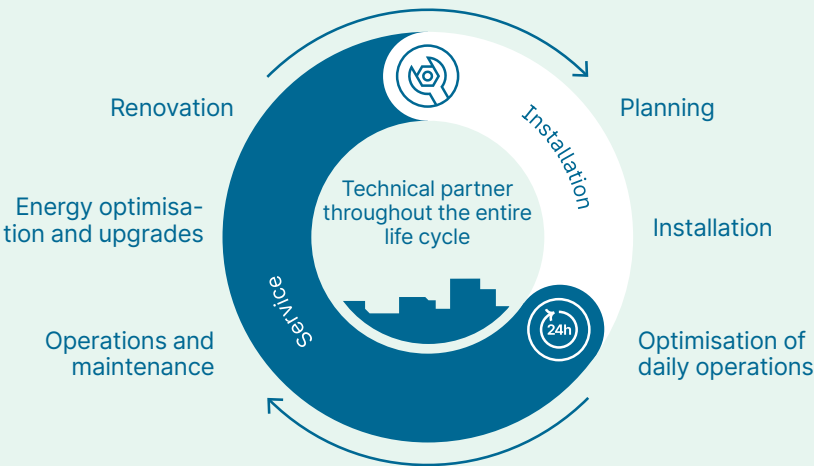 Renovation
Planning
Installation
Technical partner
throughout the entire
life cycle
Energy optimisa-
tion and upgrades
Installation
Service
24h
Operations and
maintenance
Optimisation of
daily operations